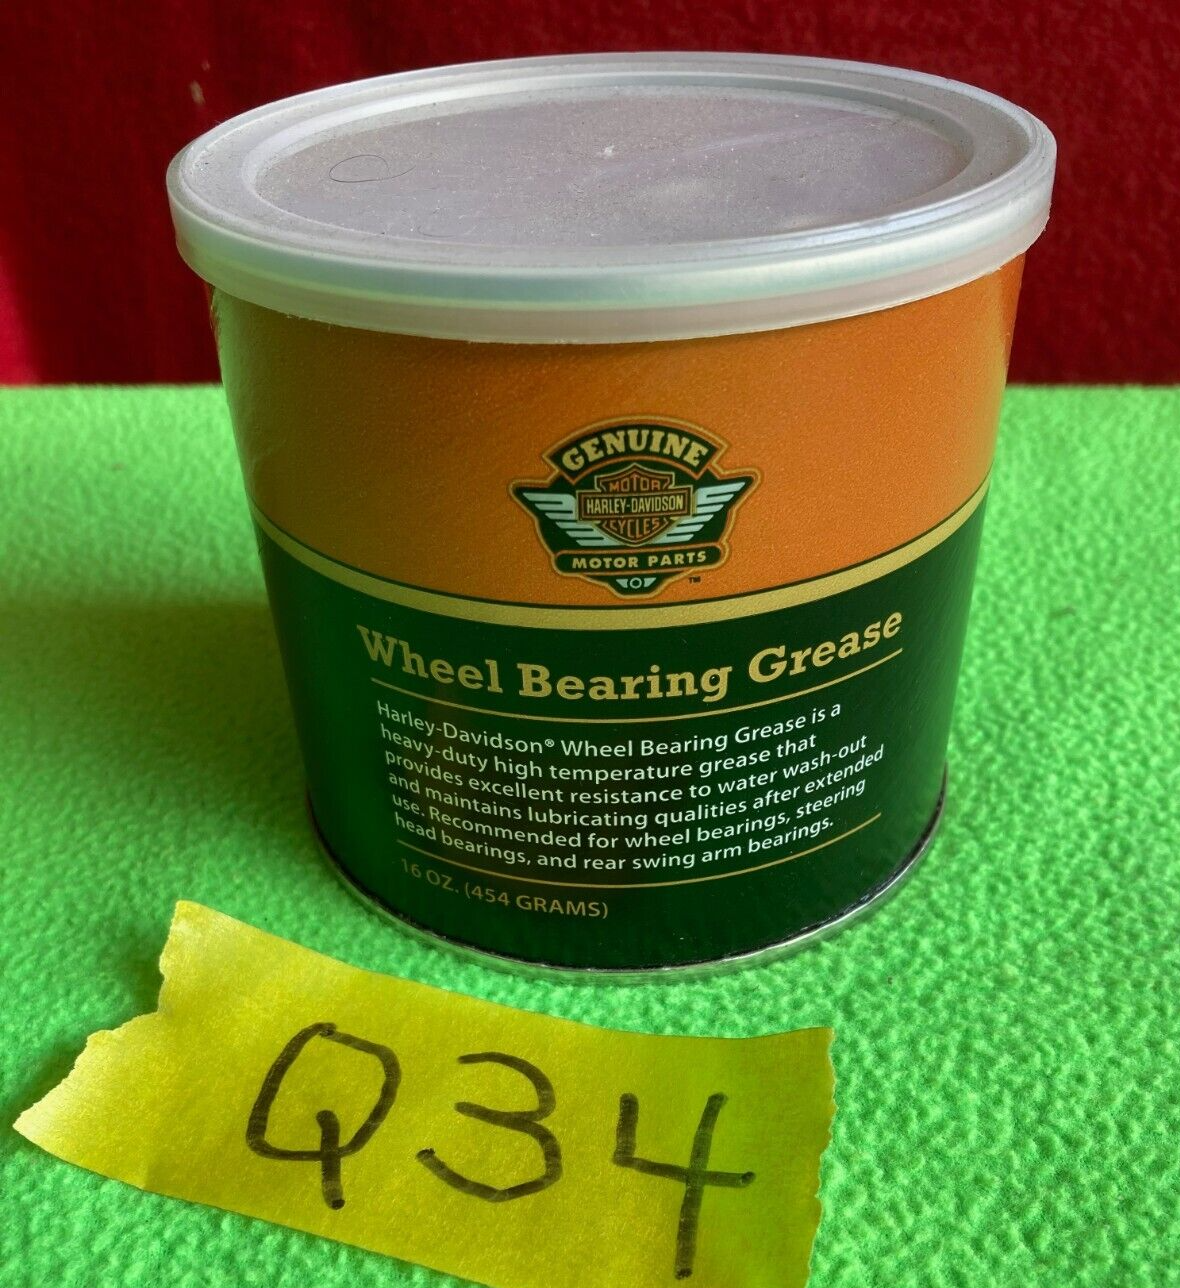 GENUINE
MOTOR
HARLEY-DAVIDSON
CYCLES
MOTOR PARTS
TM
Wheel Bearing Grease
Harley-Davidson® Wheel Bearing Grease is a
heavy-duty high temperature grease that
provides excellent resistance to water wash-out
and maintains lubricating qualities after extended
use. Recommended for wheel bearings, steering
head bearings, and rear swing arm bearings.
16 OZ. (454 GRAMS)
Q34